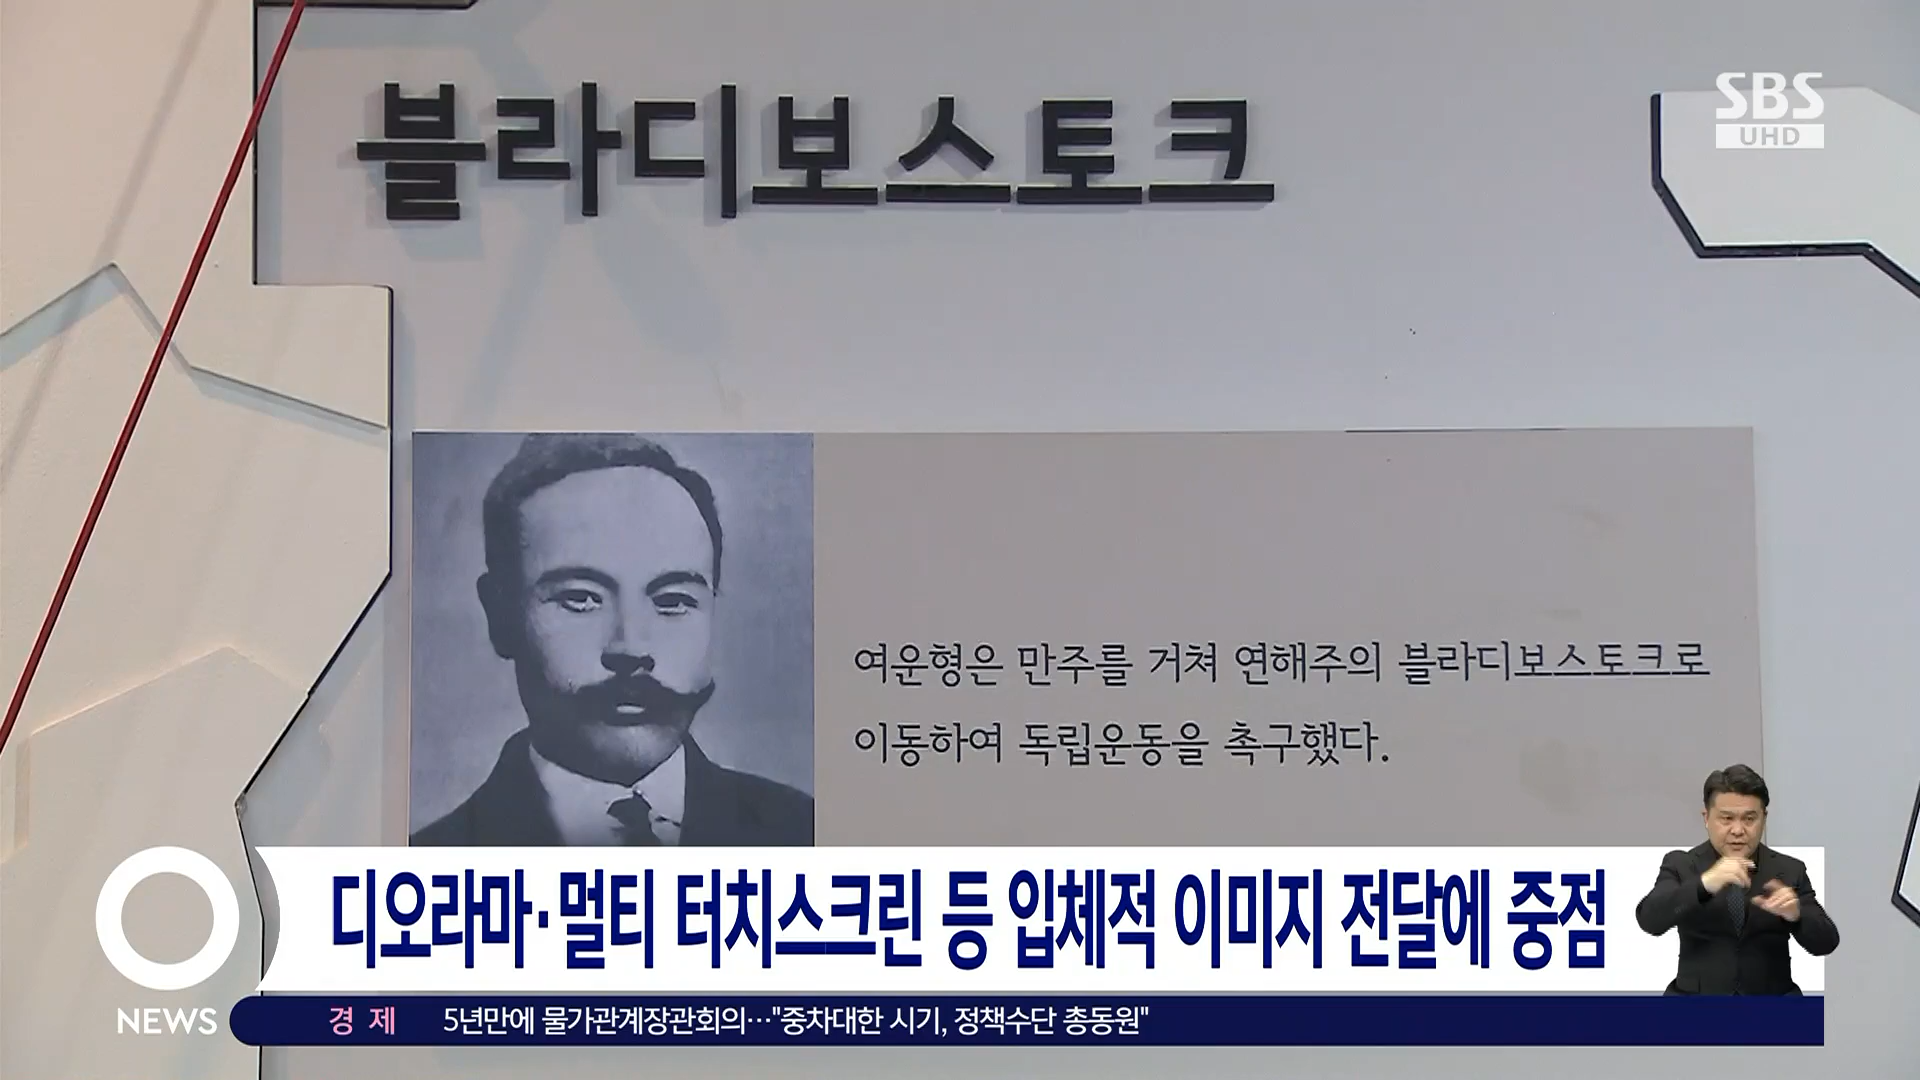 블라디보스토크
SBS
UHD
여운형은 만주를 거쳐 연해주의 블라디보스토크로
이동하여 독립운동을 촉구했다.
디오라마·멀티 터치스크린 등 입체적 이미지 전달에 중점
NEWS
경 제 5년만에 물가관계장관회의…"중차대한 시기, 정책수단 총동원"